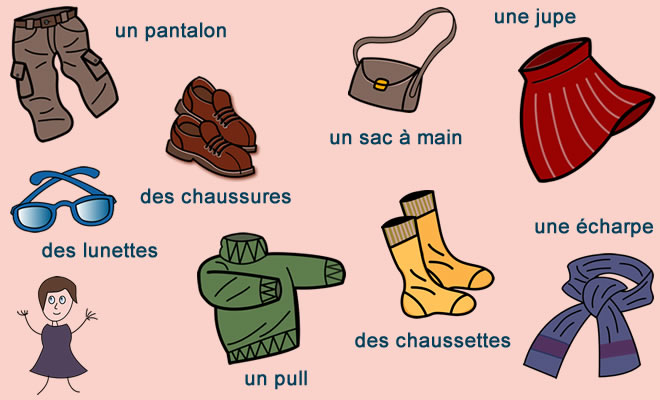 un pantalon
une jupe
un sac à main
des chaussures
une écharpe
des lunettes
des chaussettes
un pull